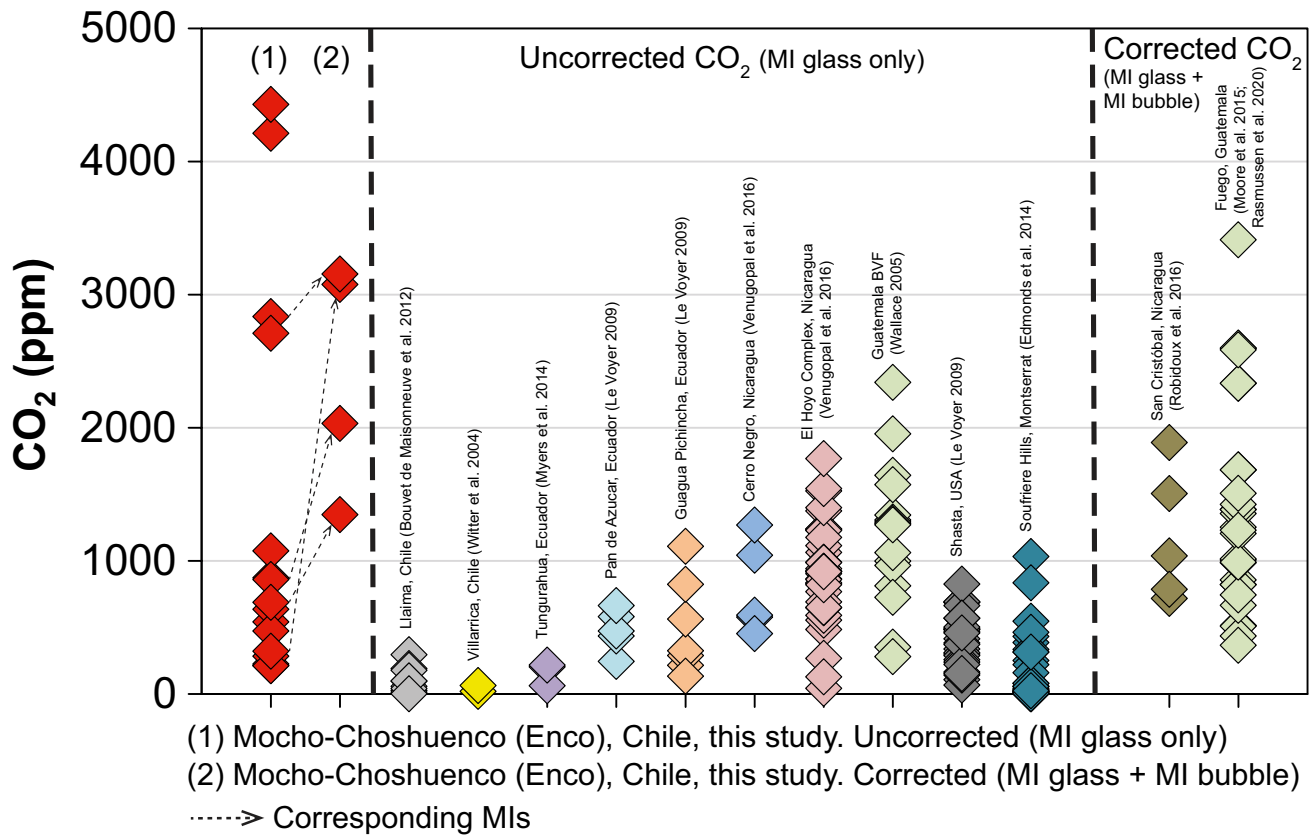 5000
4000
3000
2000
1000
0
CO₂ (ppm)
(1)
(2)
Uncorrected CO₂ (MI glass only)
Corrected CO₂
(MI glass +
MI bubble)
Llaima, Chile (Bouvet de Maisonneuve et al. 2012)
Villarrica, Chile (Witter et al. 2004)
Tungurahua, Ecuador (Myers et al. 2014)
Pan de Azucar, Ecuador (Le Voyer 2009)
Guagua Pichincha, Ecuador (Le Voyer 2009)
Cerro Negro, Nicaragua (Venugopal et al. 2016)
El Hoyo Complex, Nicaragua
(Venugopal et al. 2016)
Guatemala BVF
(Wallace 2005)
Shasta, USA (Le Voyer 2009)
Soufriere Hills, Montserrat (Edmonds et al. 2014)
San Cristóbal, Nicaragua
(Robidoux et al. 2016)
Fuego, Guatemala
(Moore et al. 2015;
Rasmussen et al. 2020)
(1) Mocho-Choshuenco (Enco), Chile, this study. Uncorrected (MI glass only)
(2) Mocho-Choshuenco (Enco), Chile, this study. Corrected (MI glass + MI bubble)
Corresponding MIs